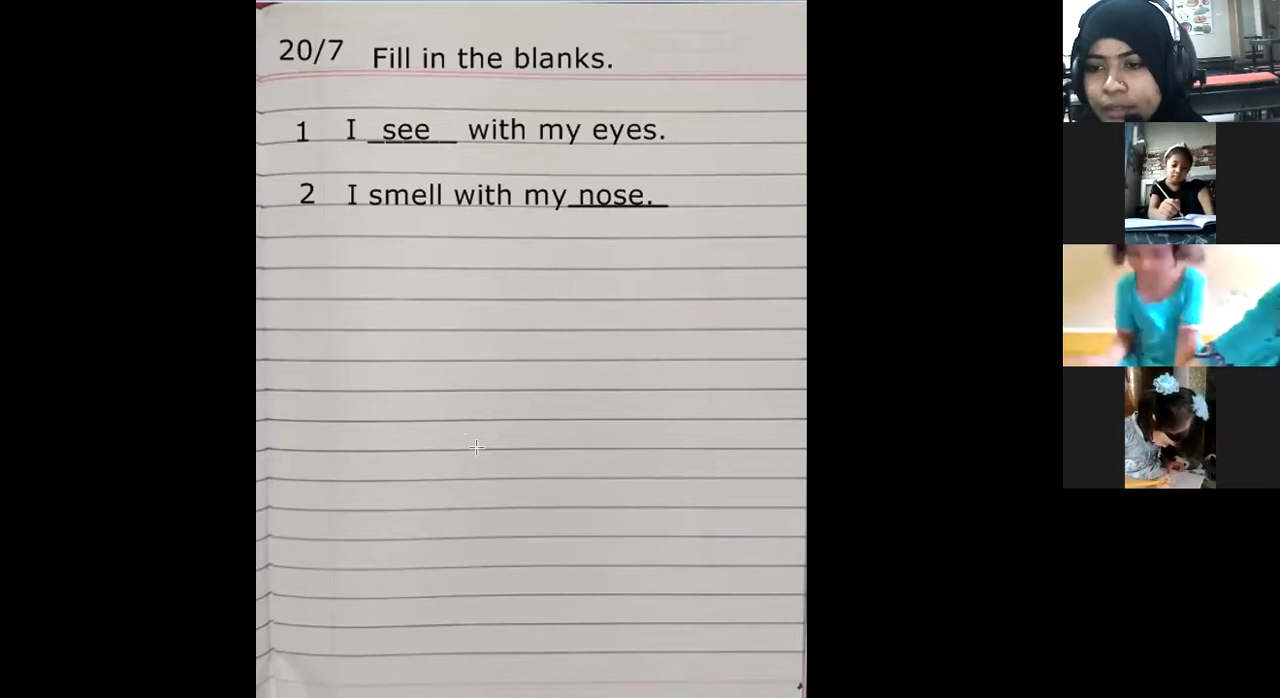 20/7 Fill in the blanks.
1 I see with my eyes.
2 I smell with my nose.